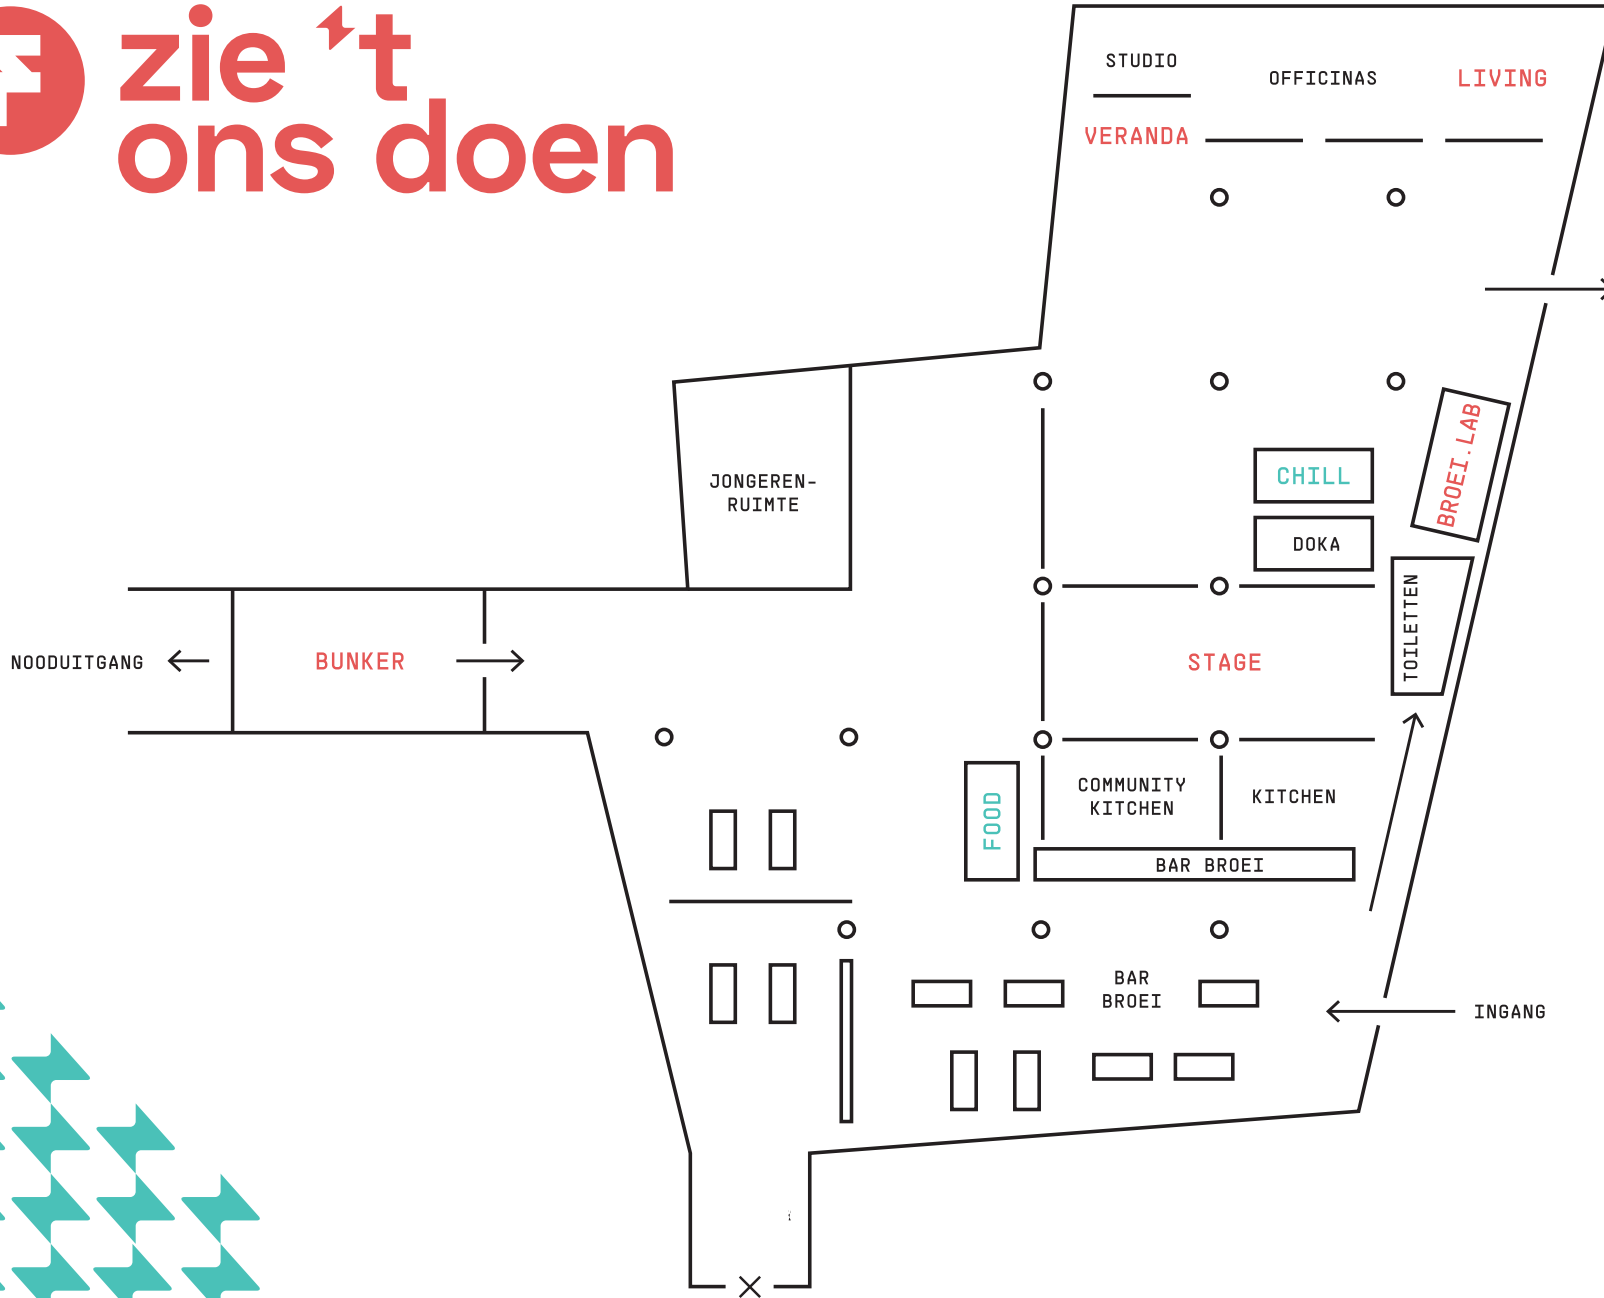 zie 't
ons doen
STUDIO
OFFICINAS
LIVING
VERANDA
BROEI.LAB
CHILL
JONGEREN-
RUIMTE
DOKA
TOILETTEN
NOODUITGANG
BUNKER
STAGE
FOOD
COMMUNITY
KITCHEN
KITCHEN
BAR BROEI
BAR
BROEI
INGANG